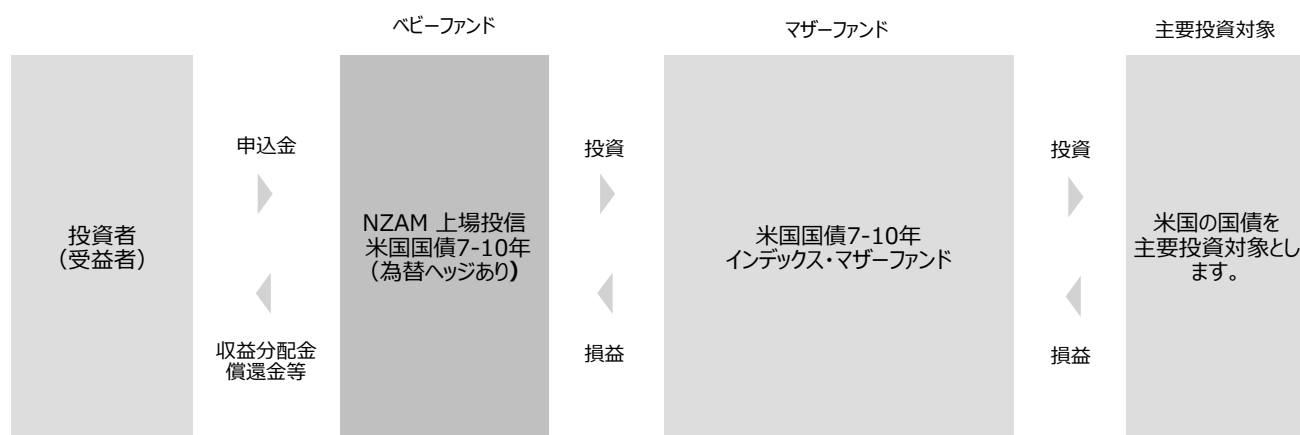 ベビーファンド
マザーファンド
主要投資対象
投資者
（受益者）
申込金
収益分配金
償還金等
NZAM 上場投信
米国国債7-10年
（為替ヘッジあり）
投資
損益
米国国債7-10年
インデックス・マザーファンド
投資
損益
米国の国債を
主要投資対象とし
ます。